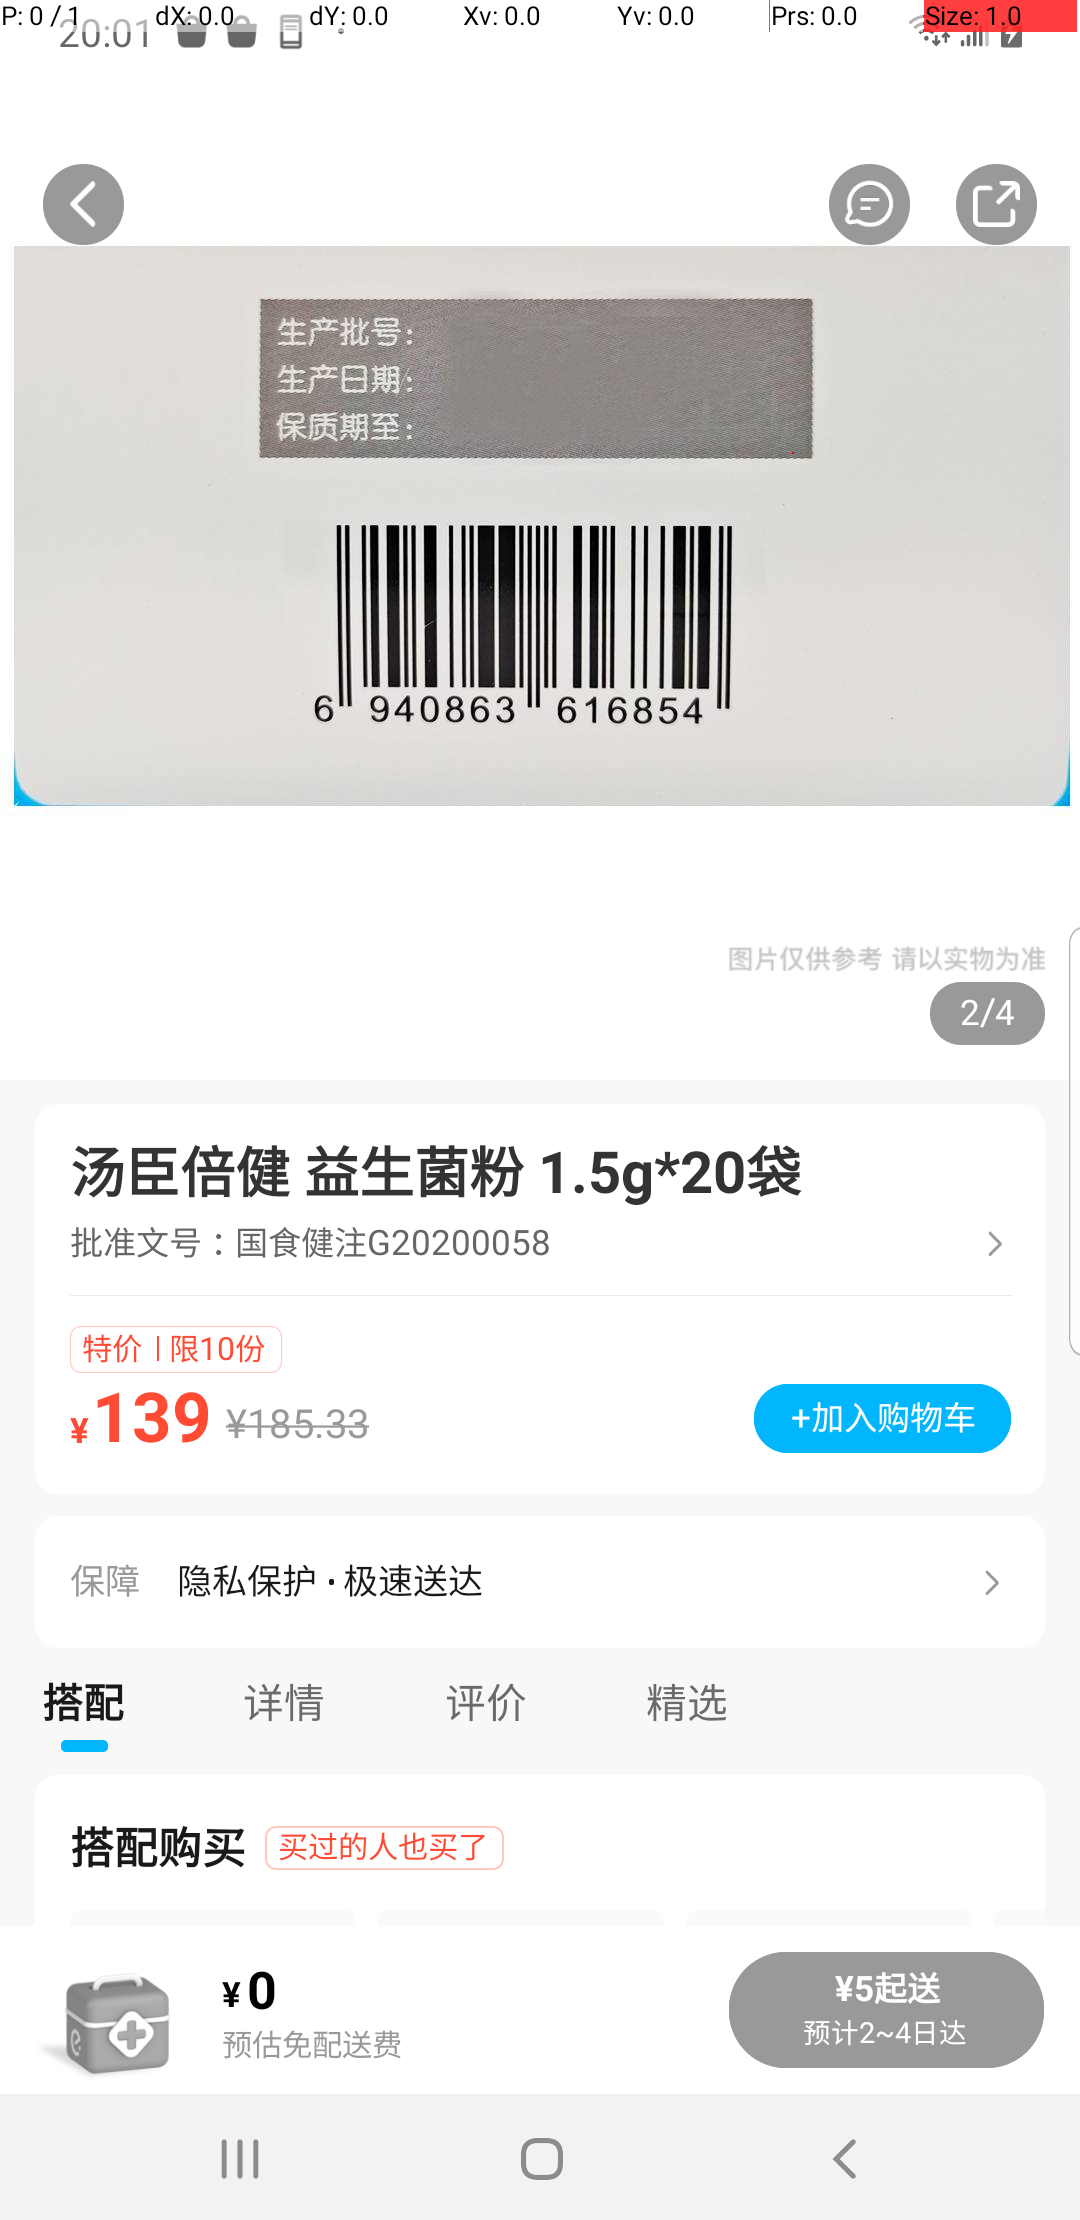 P: 0 / 1 dX: 0.0 dY: 0.0 Xv: 0.0 Yv: 0.0 Prs: 0.0 Size: 1.0
20:01
生产批号：
生产日期：
保质期至：
6 940863 616854
图片仅供参考 请以实物为准
2/4
汤臣倍健 益生菌粉 1.5g*20袋
批准文号：国食健注G20200058
特价 | 限10份
¥139 ¥185.33
+加入购物车
保障 隐私保护·极速送达
搭配 详情 评价 精选
搭配购买 买过的人也买了
¥0
预估免配送费
¥5起送
预计2~4日达